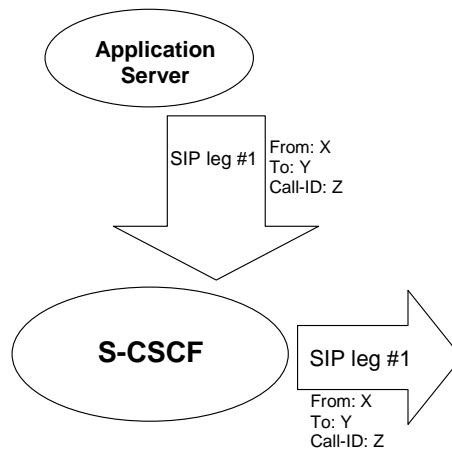 Application
Server
SIP leg #1
From: X
To: Y
Call-ID: Z
S-CSCF
SIP leg #1
From: X
To: Y
Call-ID: Z